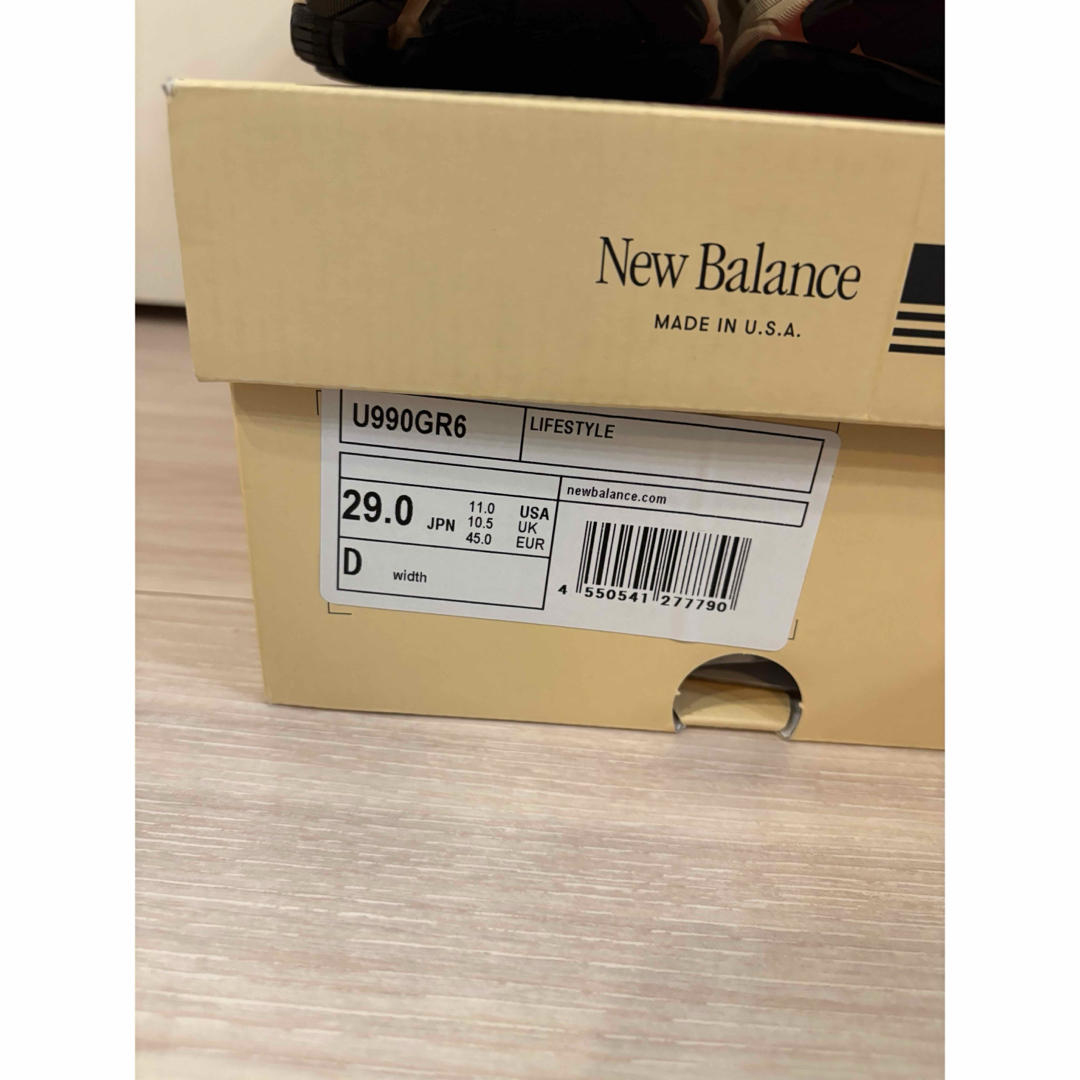 New Balance
MADE IN U.S.A.
U990GR6
LIFESTYLE
newbalance.com
29.0 JPN
11.0 USA
10.5 UK
45.0 EUR
D width
4 550541 277790